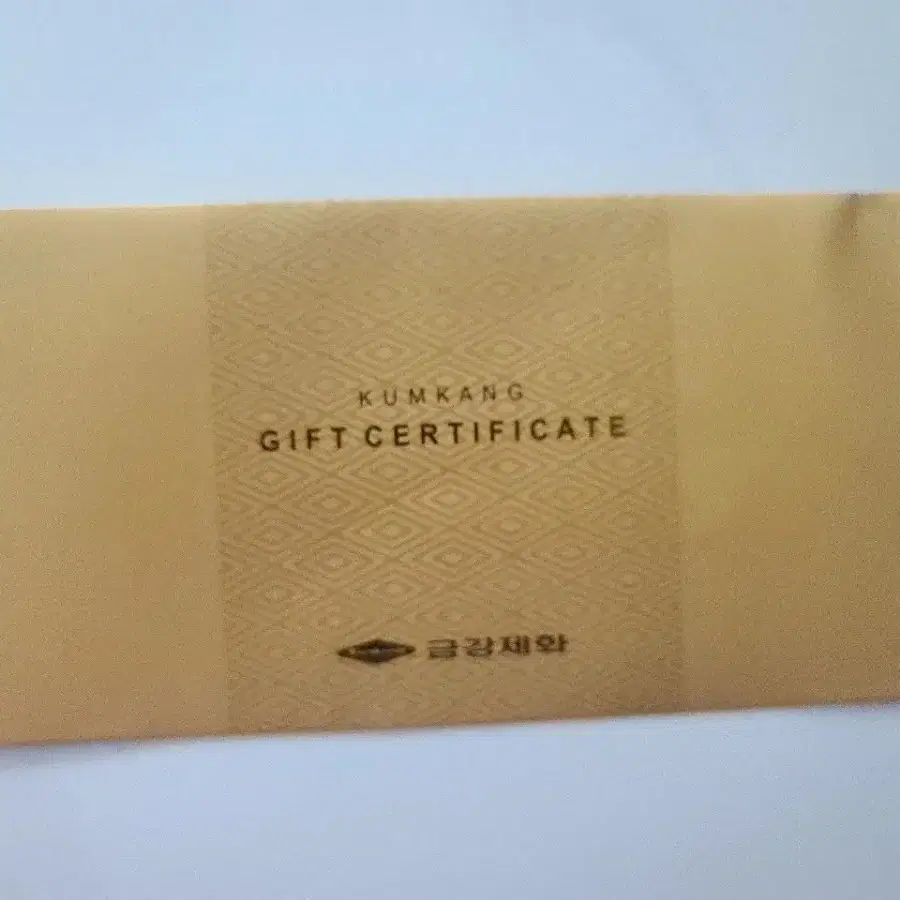 KUMKANG
GIFT CERTIFICATE
금강제화